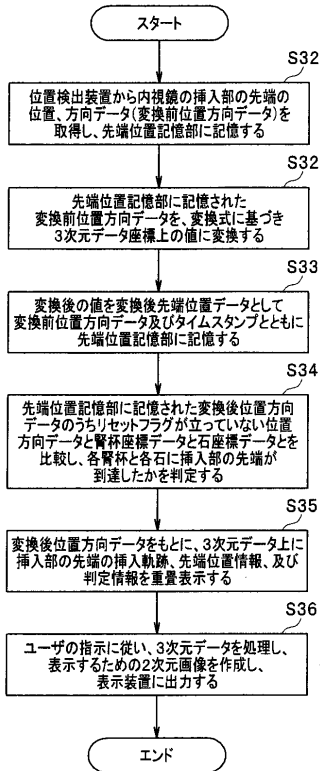 スタート
S32
位置検出装置から内視鏡の挿入部の先端の
位置、方向データ(変換前位置方向データ)を
取得し、先端位置記憶部に記憶する
S32
先端位置記憶部に記憶された
変換前位置方向データを、変換式に基づき
3次元データ座標上の値に変換する
S33
変換後の値を変換後先端位置データとして
変換前位置方向データ及びタイムスタンプとともに
先端位置記憶部に記憶する
S34
先端位置記憶部に記憶された変換後位置方向
データのうちリセットフラグが立っていない位置
方向データと腎杯座標データと石座標データとを
比較し、各腎杯と各石に挿入部の先端が
到達したかを判定する
S35
変換後位置方向データをもとに、3次元データ上に
挿入部の先端の挿入軌跡、先端位置情報、及び
判定情報を重畳表示する
S36
ユーザの指示に従い、3次元データを処理し、
表示するための2次元画像を作成し、
表示装置に出力する
エンド